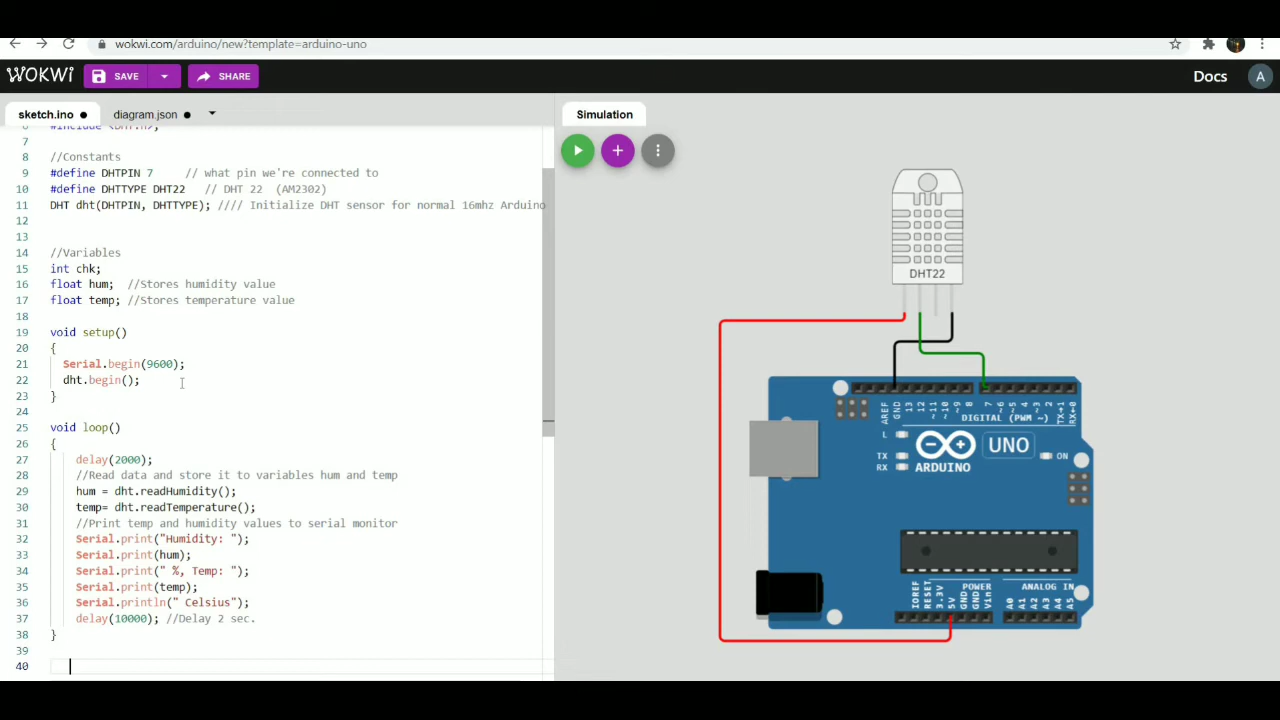 wokwi.com/arduino/new?template=arduino-uno
WOKWi SAVE SHARE Docs A
sketch.ino diagram.json
Simulation
6 #include <DHT.h>;
7
8 //Constants
9 #define DHTPIN 7 // what pin we're connected to
10 #define DHTTYPE DHT22 // DHT 22 (AM2302)
11 DHT dht(DHTPIN, DHTTYPE); //// Initialize DHT sensor for normal 16mhz Arduino
12
13
14 //Variables
15 int chk;
16 float hum; //Stores humidity value
17 float temp; //Stores temperature value
18
19 void setup()
20 {
21 Serial.begin(9600);
22 dht.begin();
23 }
24
25 void loop()
26 {
27 delay(2000);
28 //Read data and store it to variables hum and temp
29 hum = dht.readHumidity();
30 temp= dht.readTemperature();
31 //Print temp and humidity values to serial monitor
32 Serial.print("Humidity: ");
33 Serial.print(hum);
34 Serial.print(" %, Temp: ");
35 Serial.print(temp);
36 Serial.println(" Celsius");
37 delay(10000); //Delay 2 sec.
38 }
39
40
DHT22
AREF GND 13 12 ~11 ~10 ~9 8 7 ~6 ~5 4 ~3 2 TX→1 RX←0
DIGITAL (PWM ~)
L
TX
RX
UNO
ON
ARDUINO
POWER
ANALOG IN
IOREF RESET 3.3V 5V GND GND Vin A0 A1 A2 A3 A4 A5